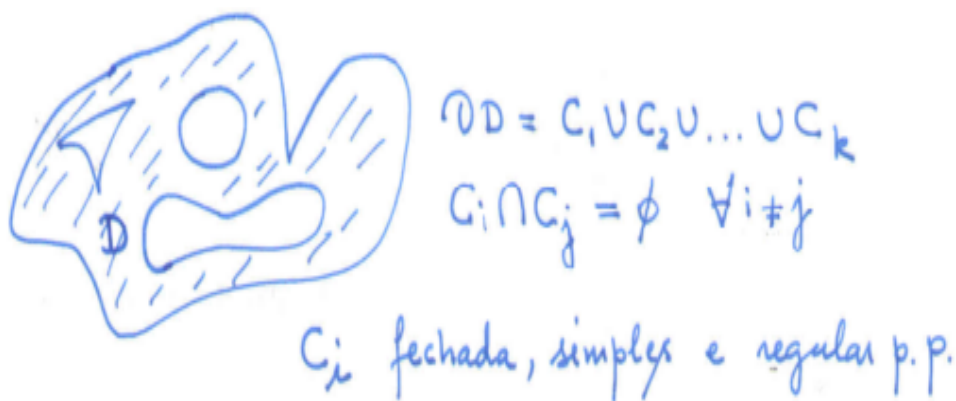 ∂D = C₁ ∪ C₂ ∪ ... ∪ Cₖ
Cᵢ ∩ Cⱼ = ϕ ∀i ≠ j
D
Cᵢ fechada, simples e regular p.p.